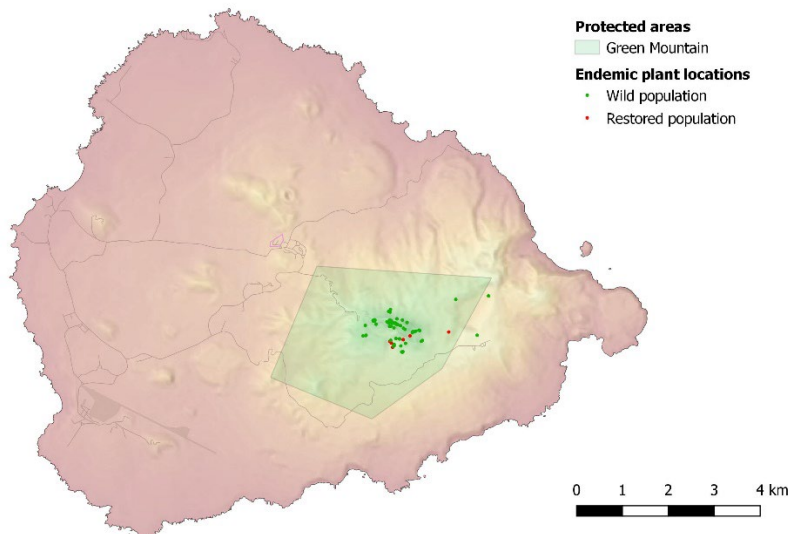 Protected areas
Green Mountain
Endemic plant locations
Wild population
Restored population
0 1 2 3 4 km